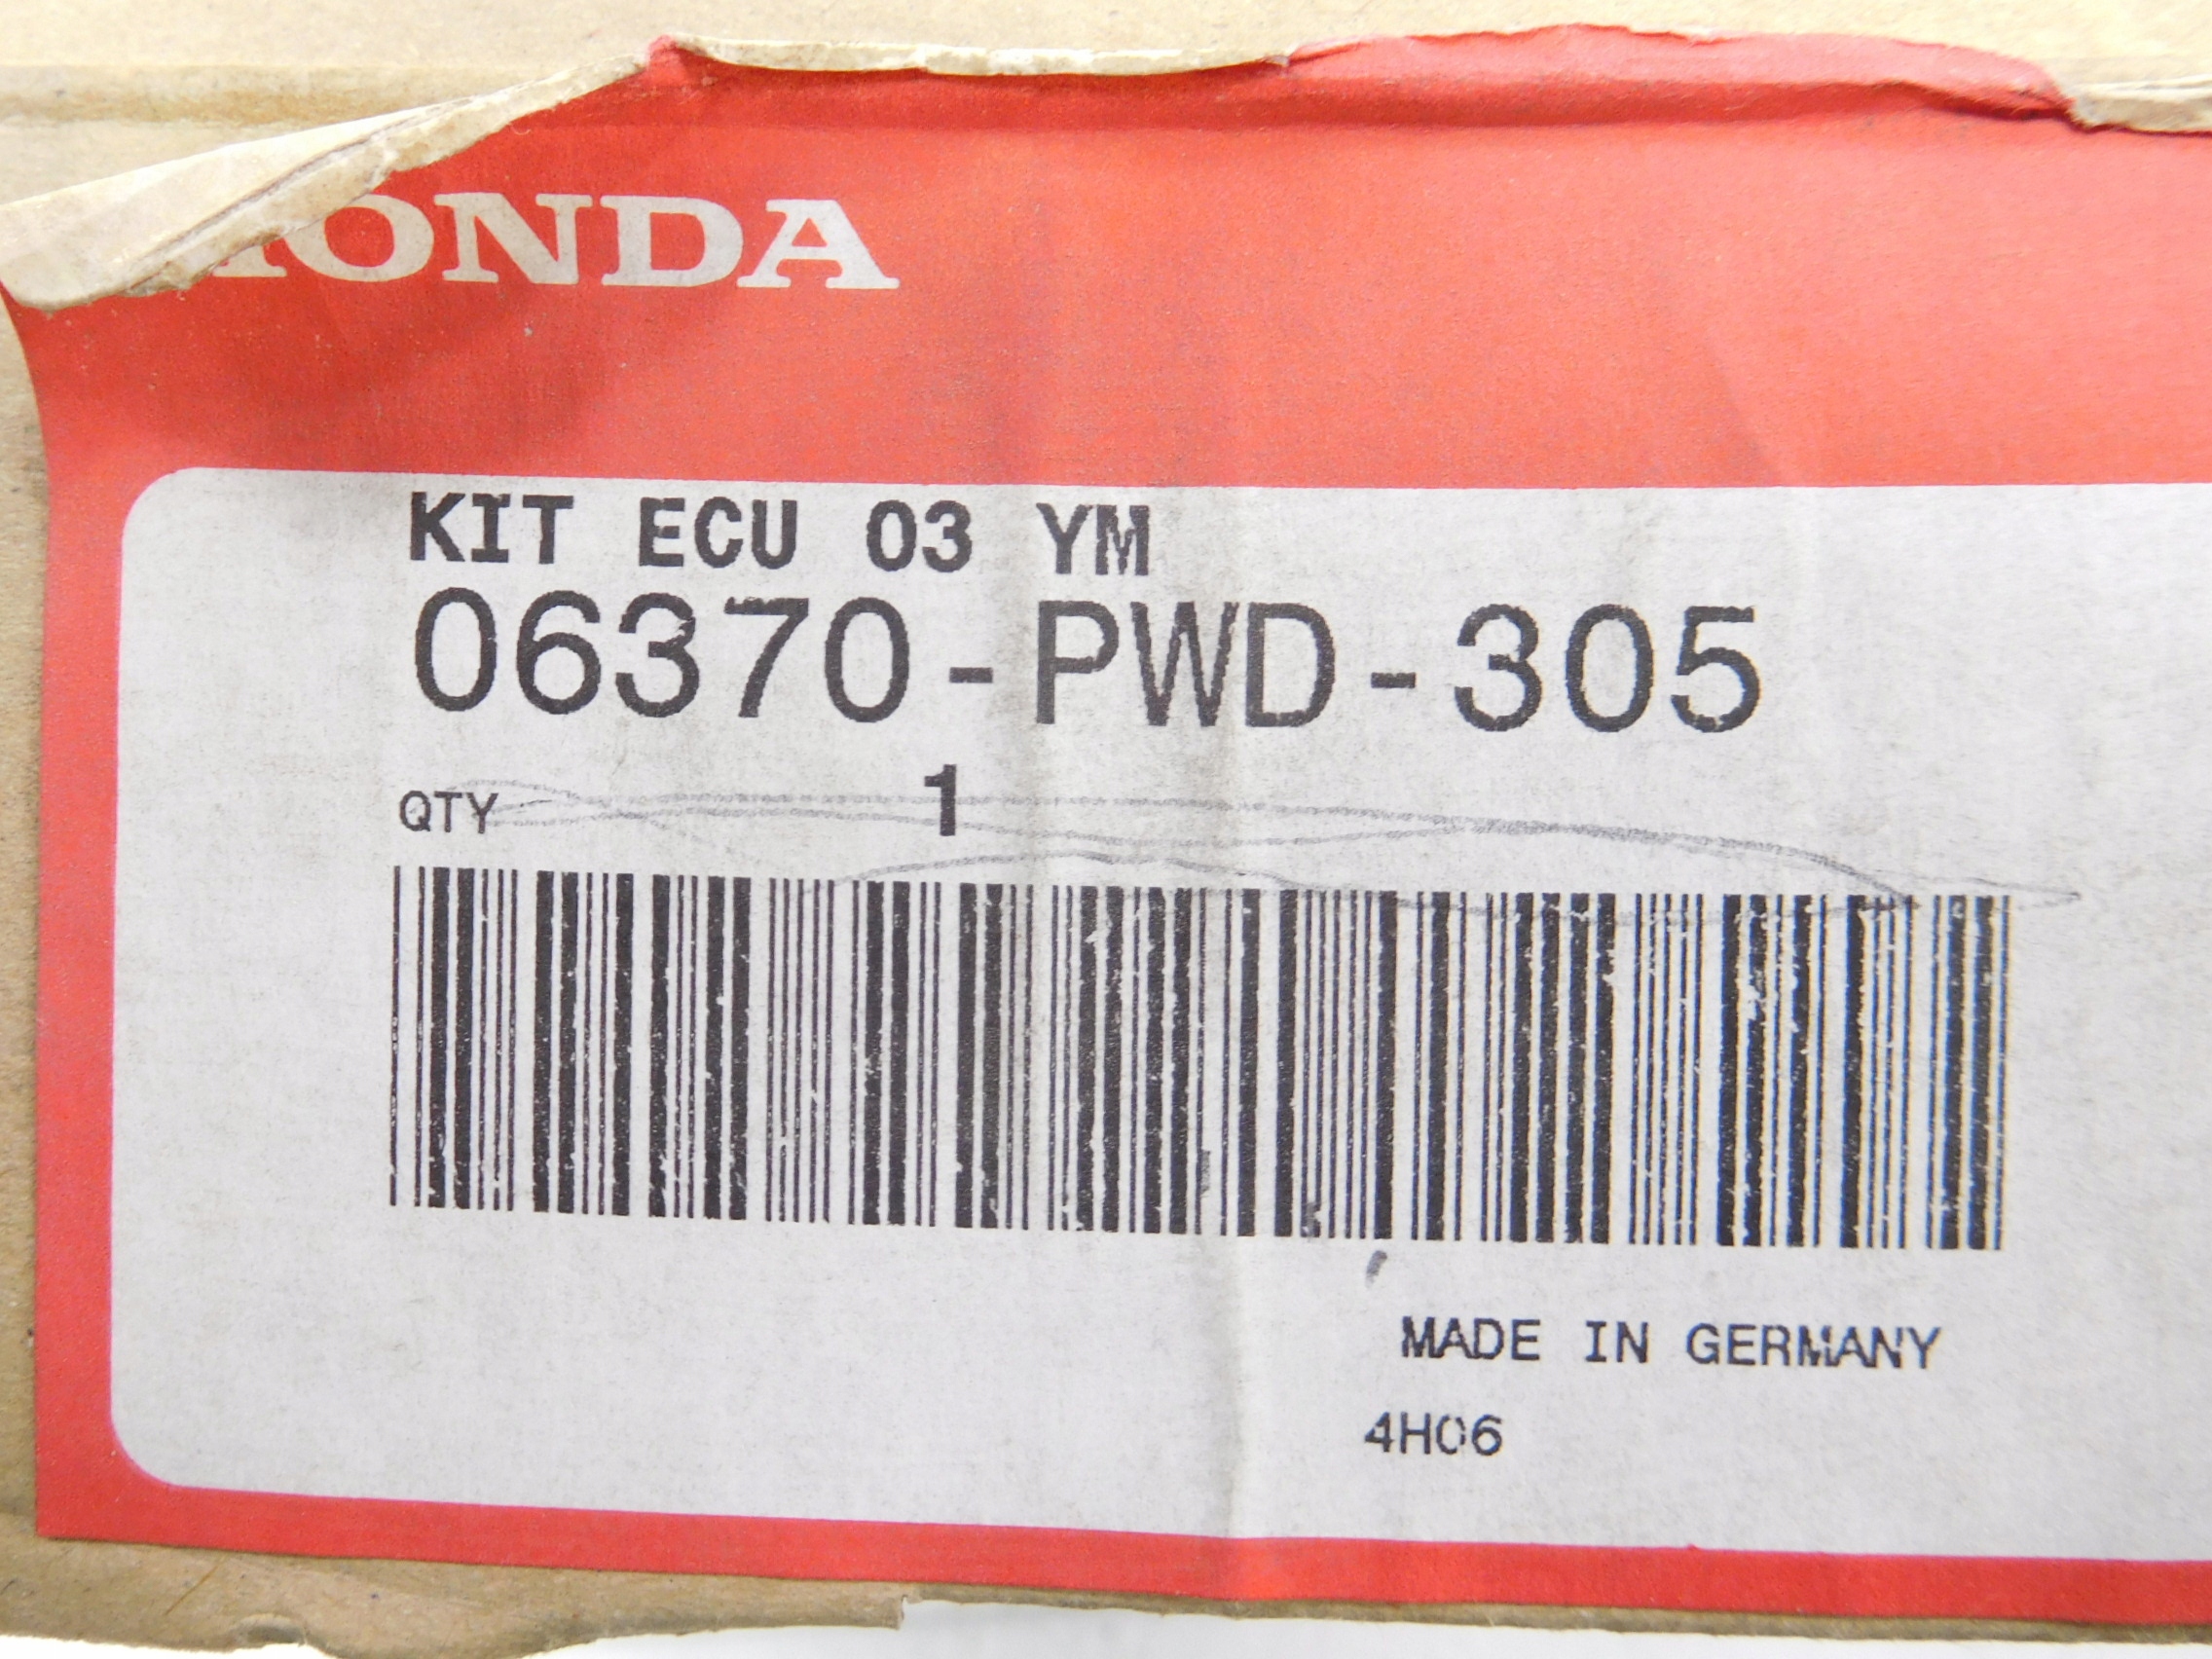 HONDA
KIT ECU 03 YM
06370-PWD-305
QTY 1
MADE IN GERMANY
4H06